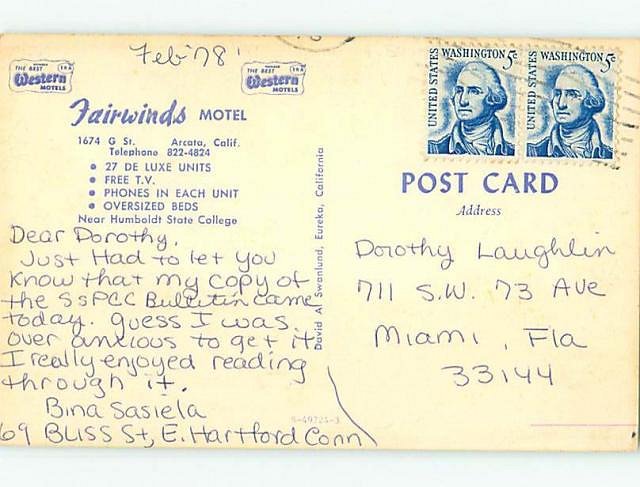 Feb '78
THE BEST
Western
MOTELS
THE BEST
Western
MOTELS
Fairwinds MOTEL
1674 G St. Arcata, Calif.
Telephone 822-4824
• 27 DE LUXE UNITS
• FREE T.V.
• PHONES IN EACH UNIT
• OVERSIZED BEDS
Near Humboldt State College
Dear Dorothy,
Just Had to let you
know that my copy of
the SSPCC Bulletin came
today. guess I was
over anxious to get it
I really enjoyed reading
through it.
Bina Sasiela
69 BLISS St, E. Hartford Conn
David A. Swanlund, Eureka, California
UNITED STATES
WASHINGTON 5c
UNITED STATES
WASHINGTON 5c
POST CARD
Address
Dorothy Laughlin
711 S.W. 73 Ave
Miami, Fla
33144